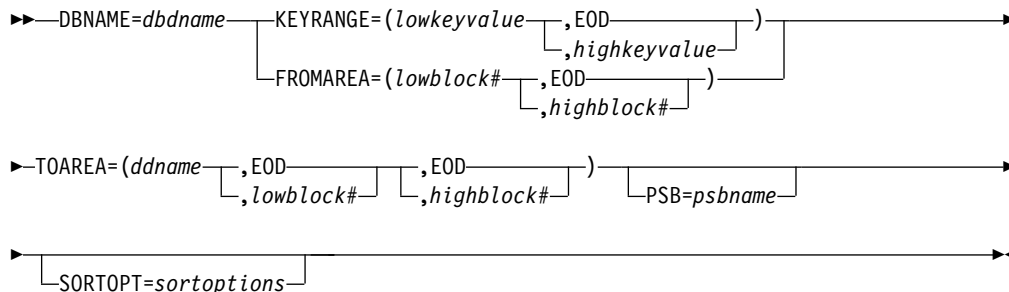 DBNAME=dbdname KEYRANGE=(lowkeyvalue ,EOD )
,highkeyvalue
FROMAREA=(lowblock# ,EOD )
,highblock#
TOAREA=(ddname ,EOD ,EOD )
,lowblock# ,highblock# PSB=psbname
SORTOPT=sortoptions